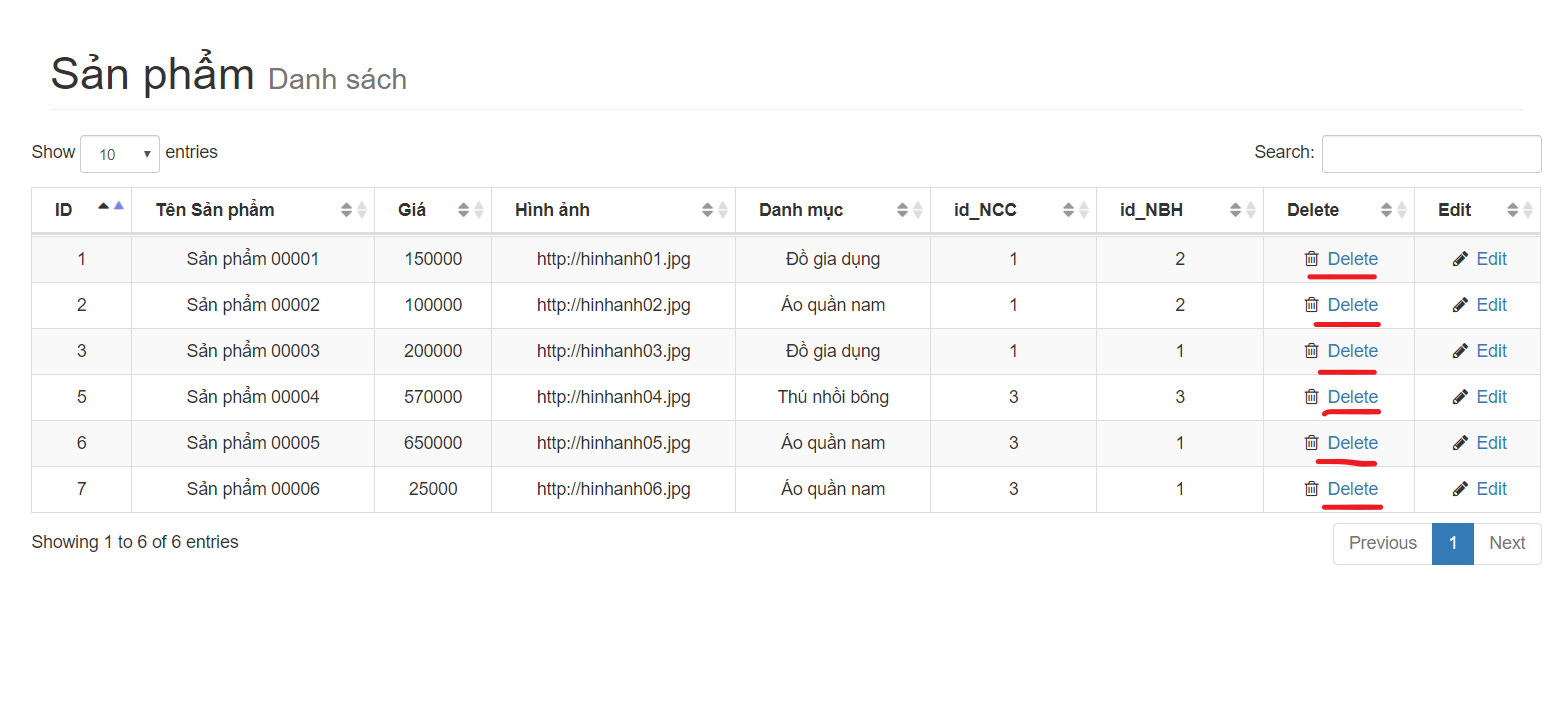 Sản phẩm Danh sách
Show 10 entries Search:
ID Tên Sản phẩm Giá Hình ảnh Danh mục id_NCC id_NBH Delete Edit
1 Sản phẩm 00001 150000 http://hinhanh01.jpg Đồ gia dụng 1 2 Delete Edit
2 Sản phẩm 00002 100000 http://hinhanh02.jpg Áo quần nam 1 2 Delete Edit
3 Sản phẩm 00003 200000 http://hinhanh03.jpg Đồ gia dụng 1 1 Delete Edit
5 Sản phẩm 00004 570000 http://hinhanh04.jpg Thú nhồi bông 3 3 Delete Edit
6 Sản phẩm 00005 650000 http://hinhanh05.jpg Áo quần nam 3 1 Delete Edit
7 Sản phẩm 00006 25000 http://hinhanh06.jpg Áo quần nam 3 1 Delete Edit
Showing 1 to 6 of 6 entries Previous 1 Next